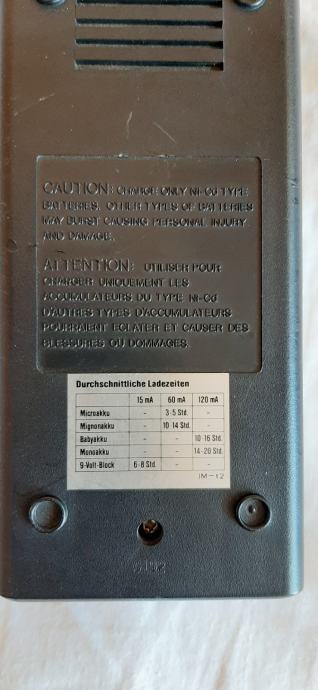 CAUTION: CHARGE ONLY NI-Cd TYPE
BATTERIES. OTHER TYPES OF BATTERIES
MAY BURST CAUSING PERSONAL INJURY
AND DAMAGE.
ATTENTION: UTILISER POUR
CHARGER UNIQUEMENT LES
ACCUMULATEURS DU TYPE NI-Cd
D'AUTRES TYPES D'ACCUMULATEURS
POURRAIENT ECLATER ET CAUSER DES
BLESSURES OU DOMMAGES.
Durchschnittliche Ladezeiten
15 mA 60 mA 120 mA
Microakku - 3-5 Std. -
Mignonakku - 10-14 Std. -
Babyakku - - 10-16 Std.
Monoakku - - 14-20 Std.
9-Volt-Block 6-8 Std. - -